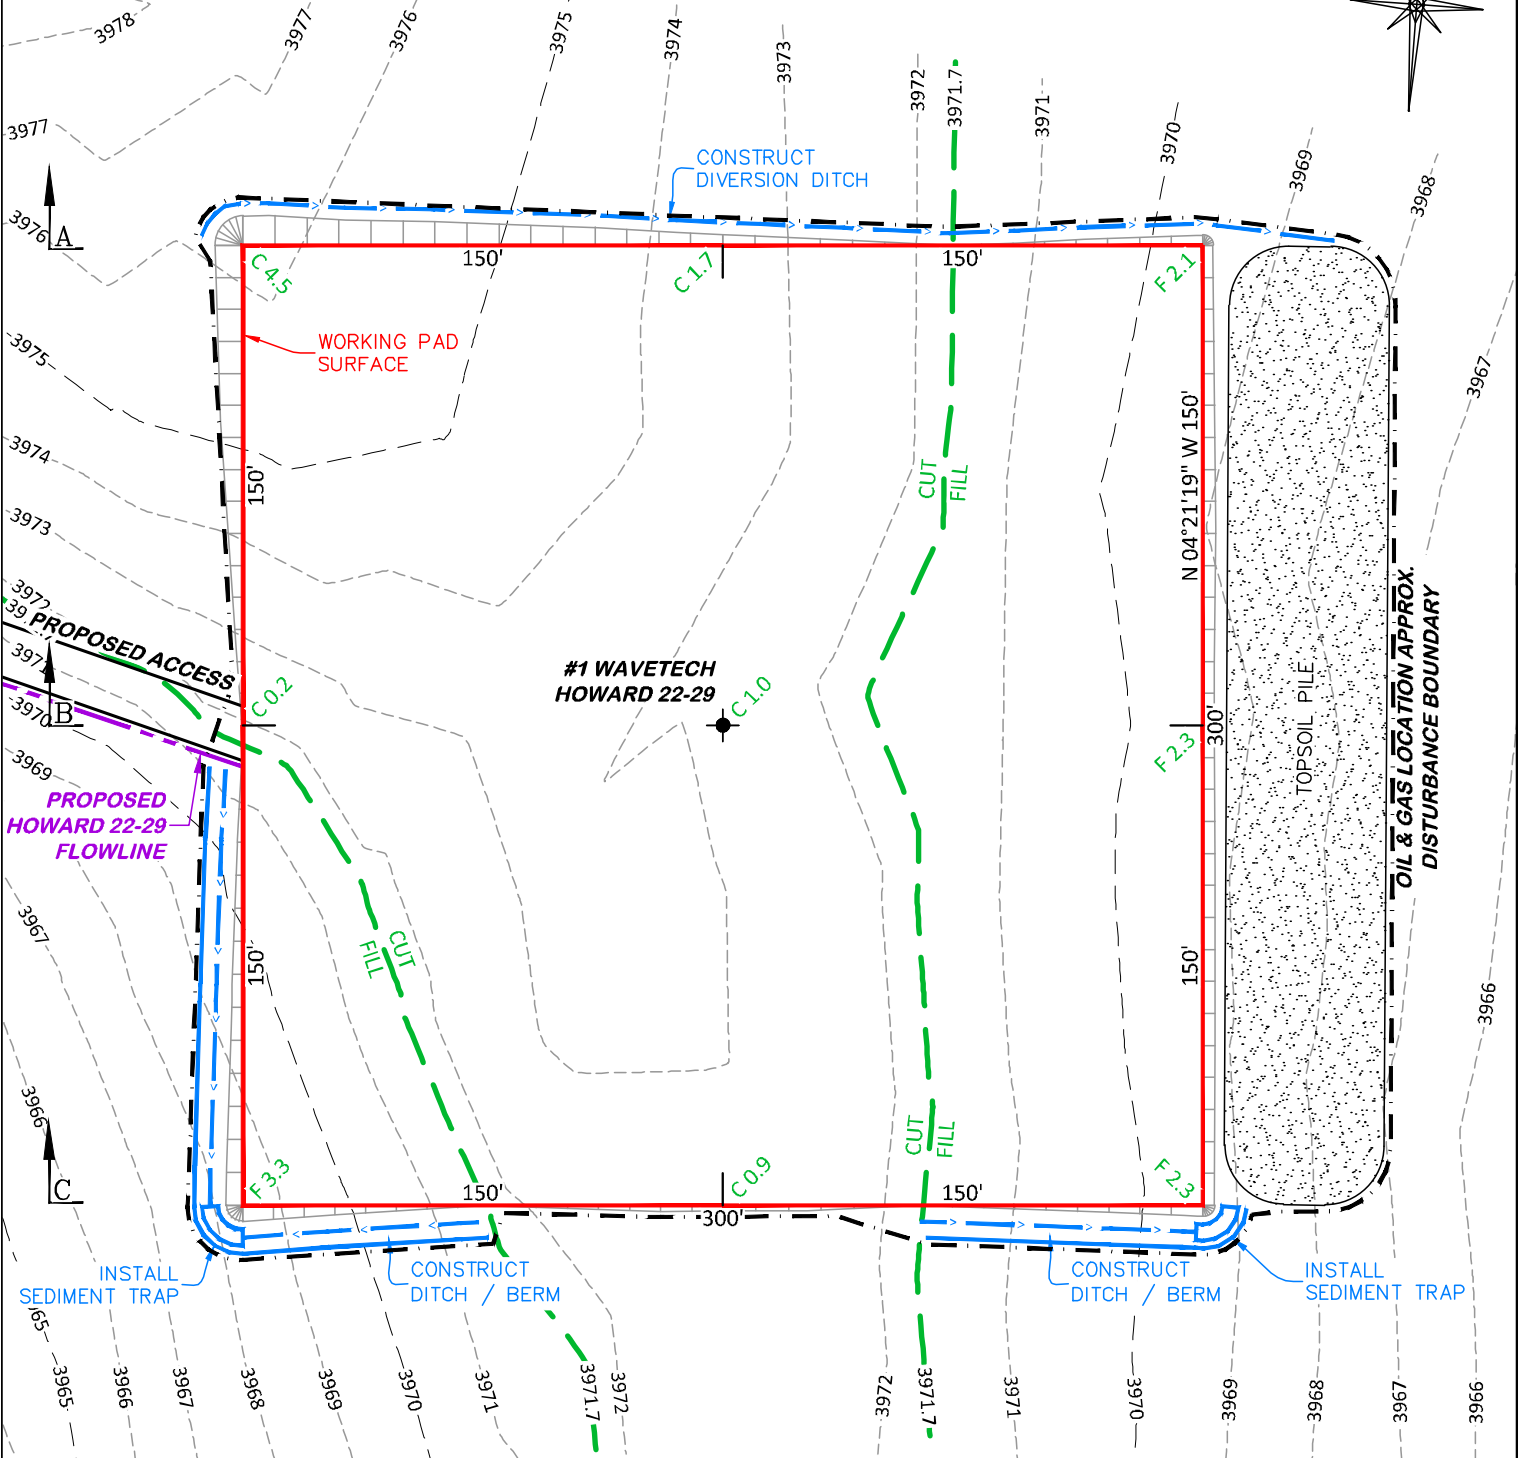 3978
3977
3976
3975
3974
3973
3972
3971.7
3971
3970
3969
3968
3977
CONSTRUCT
DIVERSION DITCH
3976
A
C 4.5
150'
C 1.7
150'
F 2.1
WORKING PAD
SURFACE
3975
3967
3974
150'
CUT
FILL
N 04°21'19" W 150'
3973
3972
39
PROPOSED ACCESS
3971
3970
B
C 0.2
#1 WAVETECH
HOWARD 22-29
C 1.0
F 2.3
300'
TOPSOIL PILE
OIL & GAS LOCATION APPROX.
DISTURBANCE BOUNDARY
3969
PROPOSED
HOWARD 22-29
FLOWLINE
3967
150'
CUT
FILL
150'
3966
3966
C
F 3.3
150'
C 0.9
150'
CUT
FILL
F 2.3
300'
INSTALL
SEDIMENT TRAP
CONSTRUCT
DITCH / BERM
CONSTRUCT
DITCH / BERM
INSTALL
SEDIMENT TRAP
65
3965
3966
3967
3968
3969
3970
3971
3971.7
3972
3972
3971.7
3971
3970
3969
3968
3967
3966